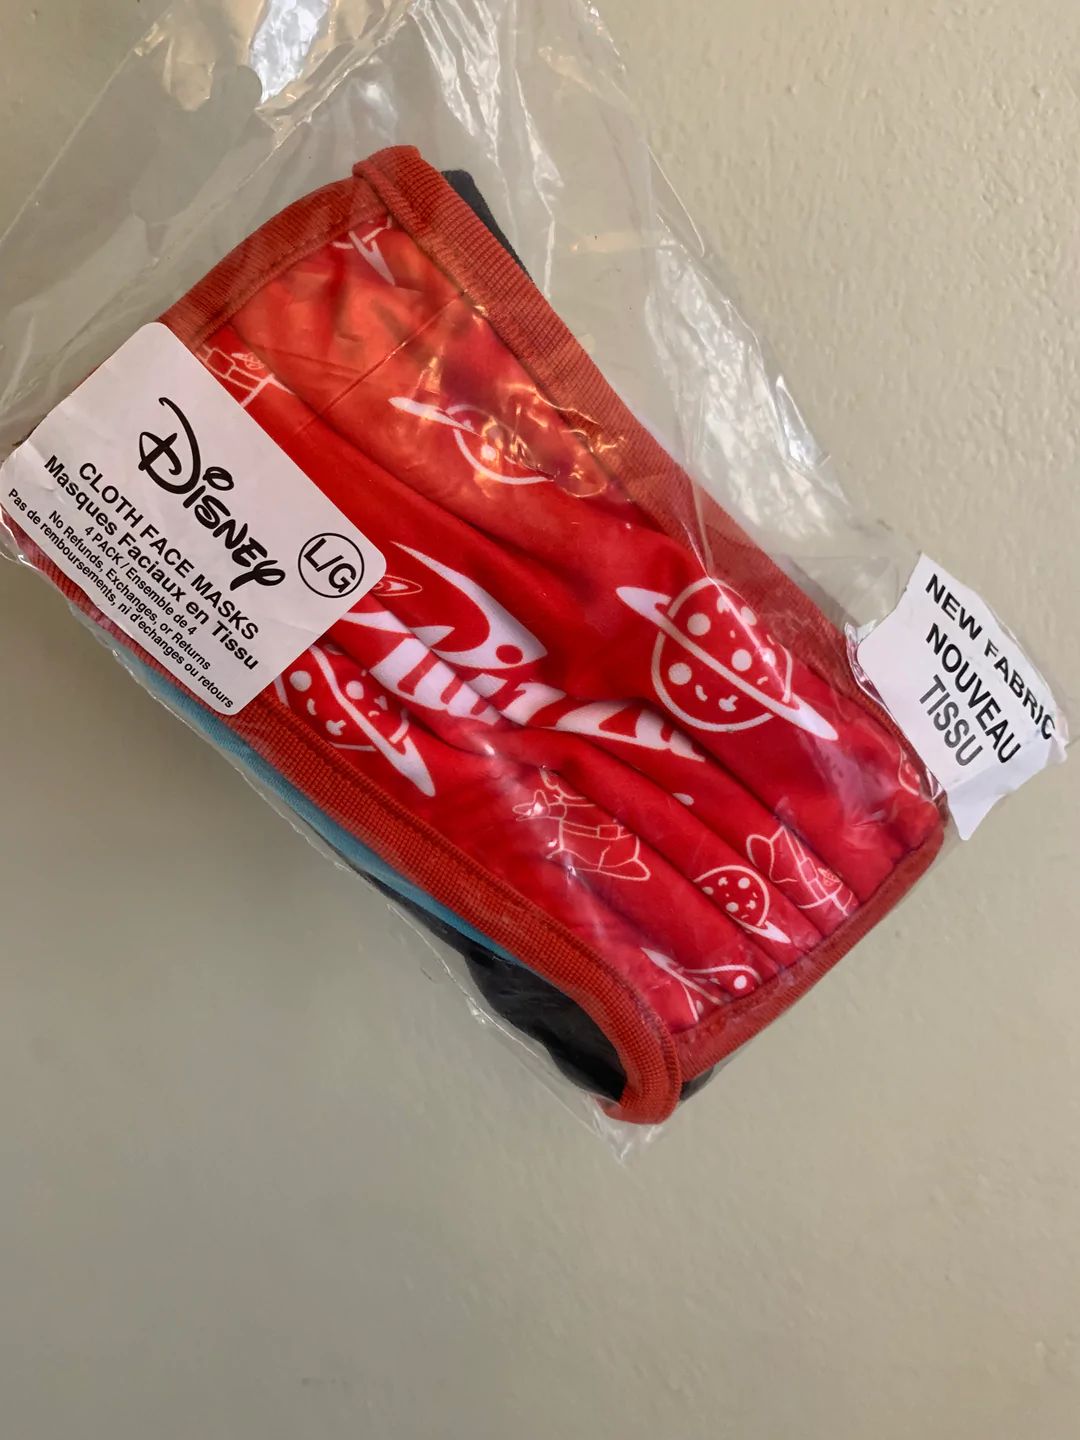 Disney
L/G
CLOTH FACE MASKS
Masques Faciaux en Tissu
4 PACK / Ensemble de 4
No Refunds, Exchanges, or Returns
Pas de remboursements, ni d'echanges ou retours
NEW FABRIC
NOUVEAU
TISSU